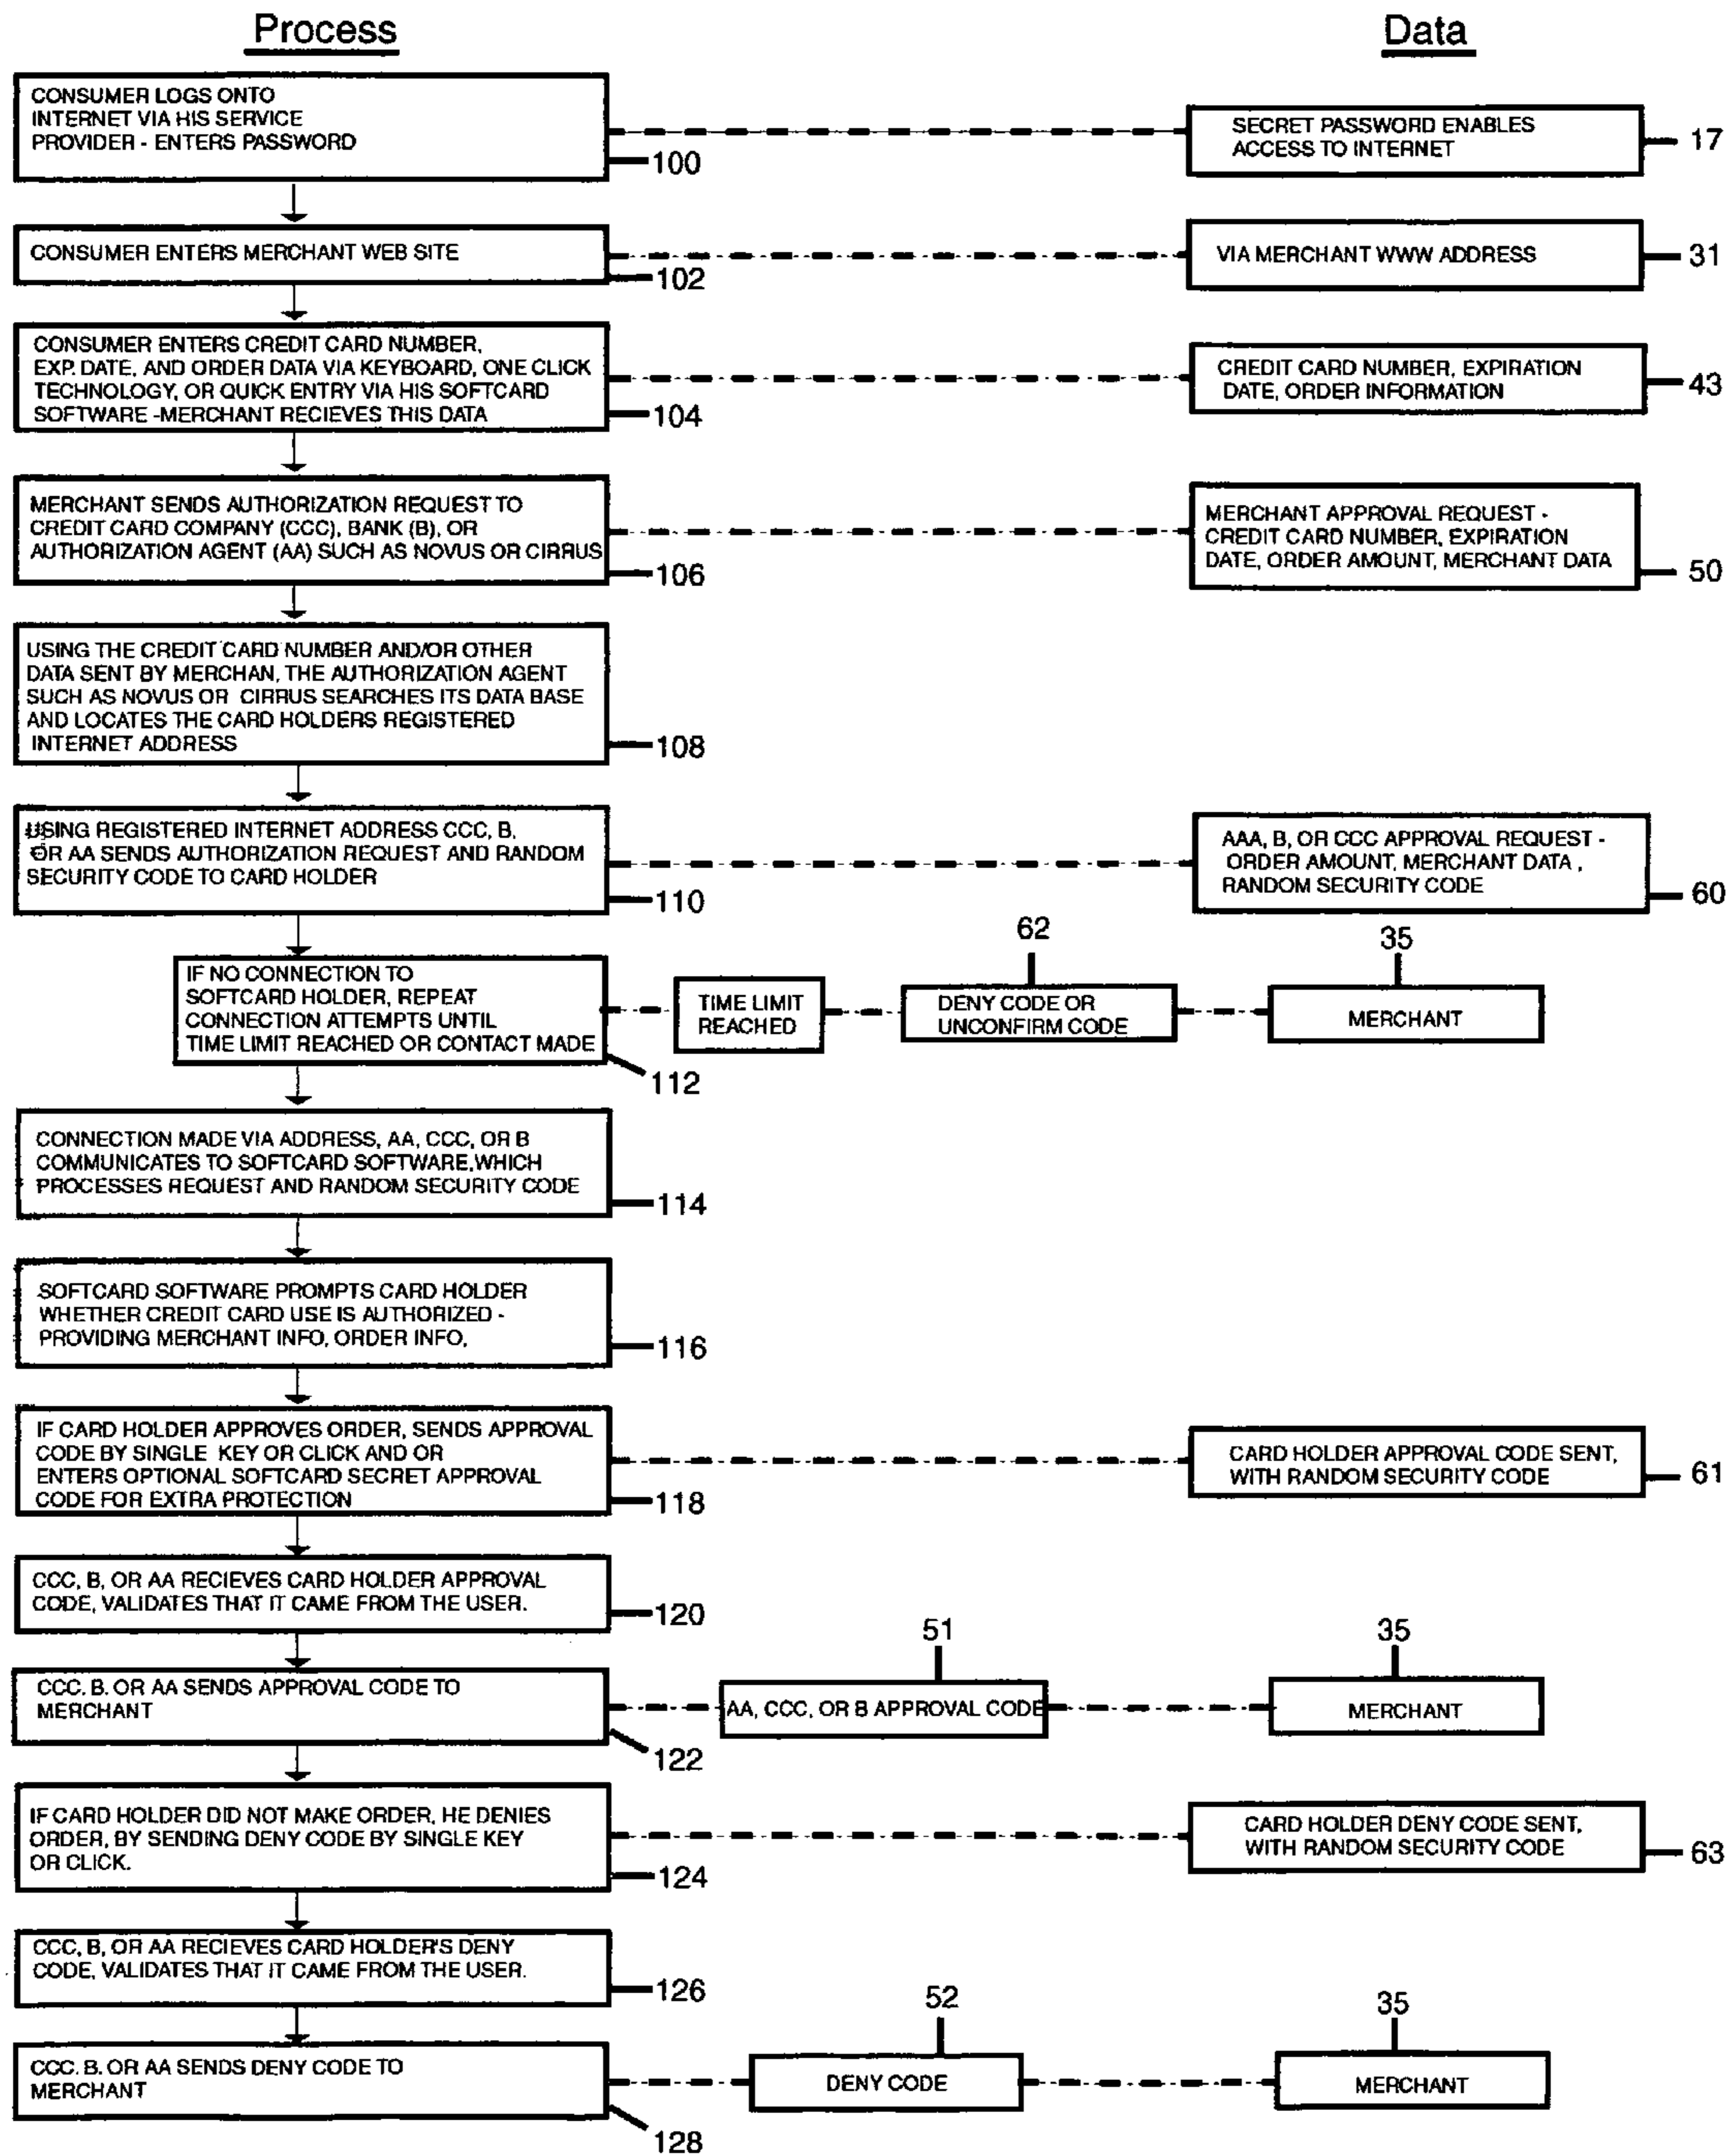 Process
Data
CONSUMER LOGS ONTO
INTERNET VIA HIS SERVICE
PROVIDER - ENTERS PASSWORD
100
SECRET PASSWORD ENABLES
ACCESS TO INTERNET
17
CONSUMER ENTERS MERCHANT WEB SITE
102
VIA MERCHANT WWW ADDRESS
31
CONSUMER ENTERS CREDIT CARD NUMBER,
EXP. DATE, AND ORDER DATA VIA KEYBOARD, ONE CLICK
TECHNOLOGY, OR QUICK ENTRY VIA HIS SOFTCARD
SOFTWARE -MERCHANT RECIEVES THIS DATA
104
CREDIT CARD NUMBER, EXPIRATION
DATE, ORDER INFORMATION
43
MERCHANT SENDS AUTHORIZATION REQUEST TO
CREDIT CARD COMPANY (CCC), BANK (B), OR
AUTHORIZATION AGENT (AA) SUCH AS NOVUS OR CIRRUS
106
MERCHANT APPROVAL REQUEST -
CREDIT CARD NUMBER, EXPIRATION
DATE, ORDER AMOUNT, MERCHANT DATA
50
USING THE CREDIT CARD NUMBER AND/OR OTHER
DATA SENT BY MERCHAN, THE AUTHORIZATION AGENT
SUCH AS NOVUS OR CIRRUS SEARCHES ITS DATA BASE
AND LOCATES THE CARD HOLDERS REGISTERED
INTERNET ADDRESS
108
USING REGISTERED INTERNET ADDRESS CCC, B,
OR AA SENDS AUTHORIZATION REQUEST AND RANDOM
SECURITY CODE TO CARD HOLDER
110
AAA, B, OR CCC APPROVAL REQUEST -
ORDER AMOUNT, MERCHANT DATA ,
RANDOM SECURITY CODE
60
IF NO CONNECTION TO
SOFTCARD HOLDER, REPEAT
CONNECTION ATTEMPTS UNTIL
TIME LIMIT REACHED OR CONTACT MADE
112
TIME LIMIT
REACHED
62
DENY CODE OR
UNCONFIRM CODE
35
MERCHANT
CONNECTION MADE VIA ADDRESS, AA, CCC, OR B
COMMUNICATES TO SOFTCARD SOFTWARE, WHICH
PROCESSES REQUEST AND RANDOM SECURITY CODE
114
SOFTCARD SOFTWARE PROMPTS CARD HOLDER
WHETHER CREDIT CARD USE IS AUTHORIZED -
PROVIDING MERCHANT INFO, ORDER INFO,
116
IF CARD HOLDER APPROVES ORDER, SENDS APPROVAL
CODE BY SINGLE KEY OR CLICK AND OR
ENTERS OPTIONAL SOFTCARD SECRET APPROVAL
CODE FOR EXTRA PROTECTION
118
CARD HOLDER APPROVAL CODE SENT,
WITH RANDOM SECURITY CODE
61
CCC, B, OR AA RECIEVES CARD HOLDER APPROVAL
CODE, VALIDATES THAT IT CAME FROM THE USER.
120
CCC. B. OR AA SENDS APPROVAL CODE TO
MERCHANT
122
51
AA, CCC, OR B APPROVAL CODE
35
MERCHANT
IF CARD HOLDER DID NOT MAKE ORDER, HE DENIES
ORDER, BY SENDING DENY CODE BY SINGLE KEY
OR CLICK.
124
CARD HOLDER DENY CODE SENT,
WITH RANDOM SECURITY CODE
63
CCC, B, OR AA RECIEVES CARD HOLDER'S DENY
CODE, VALIDATES THAT IT CAME FROM THE USER.
126
CCC. B. OR AA SENDS DENY CODE TO
MERCHANT
128
52
DENY CODE
35
MERCHANT